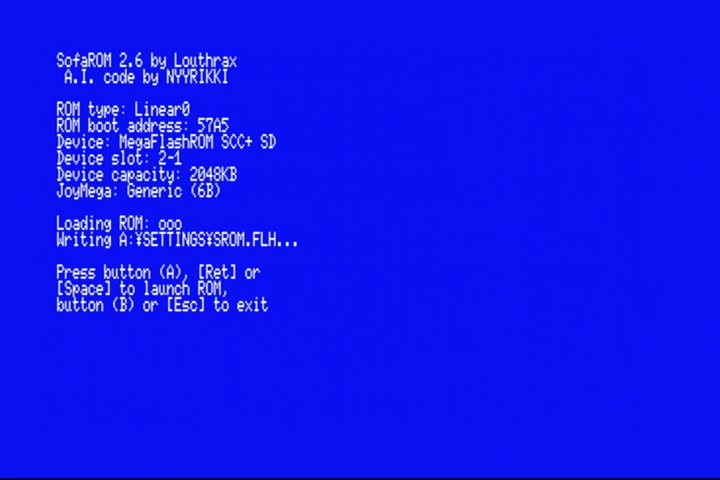 SofaROM 2.6 by Louthrax
A.I. code by NYYRIKKI
ROM type: Linear0
ROM boot address: 57A5
Device: MegaFlashROM SCC+ SD
Device slot: 2-1
Device capacity: 2048KB
JoyMega: Generic (6B)
Loading ROM: ooo
Writing A:¥SETTINGS¥SROM.FLH...
Press button (A), [Ret] or
[Space] to launch ROM,
button (B) or [Esc] to exit